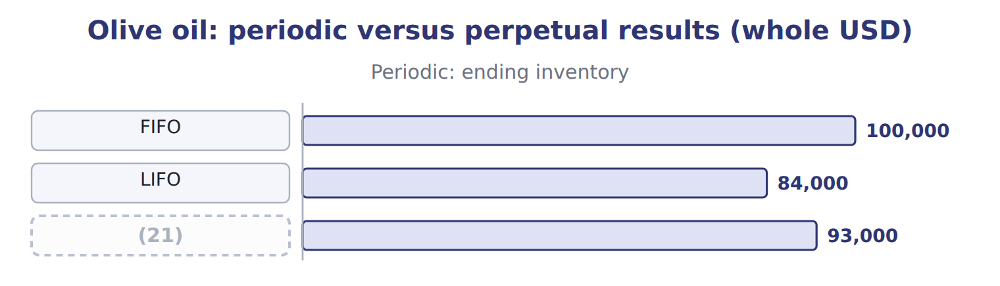 Olive oil: periodic versus perpetual results (whole USD)
Periodic: ending inventory
FIFO
100,000
LIFO
84,000
(21)
93,000